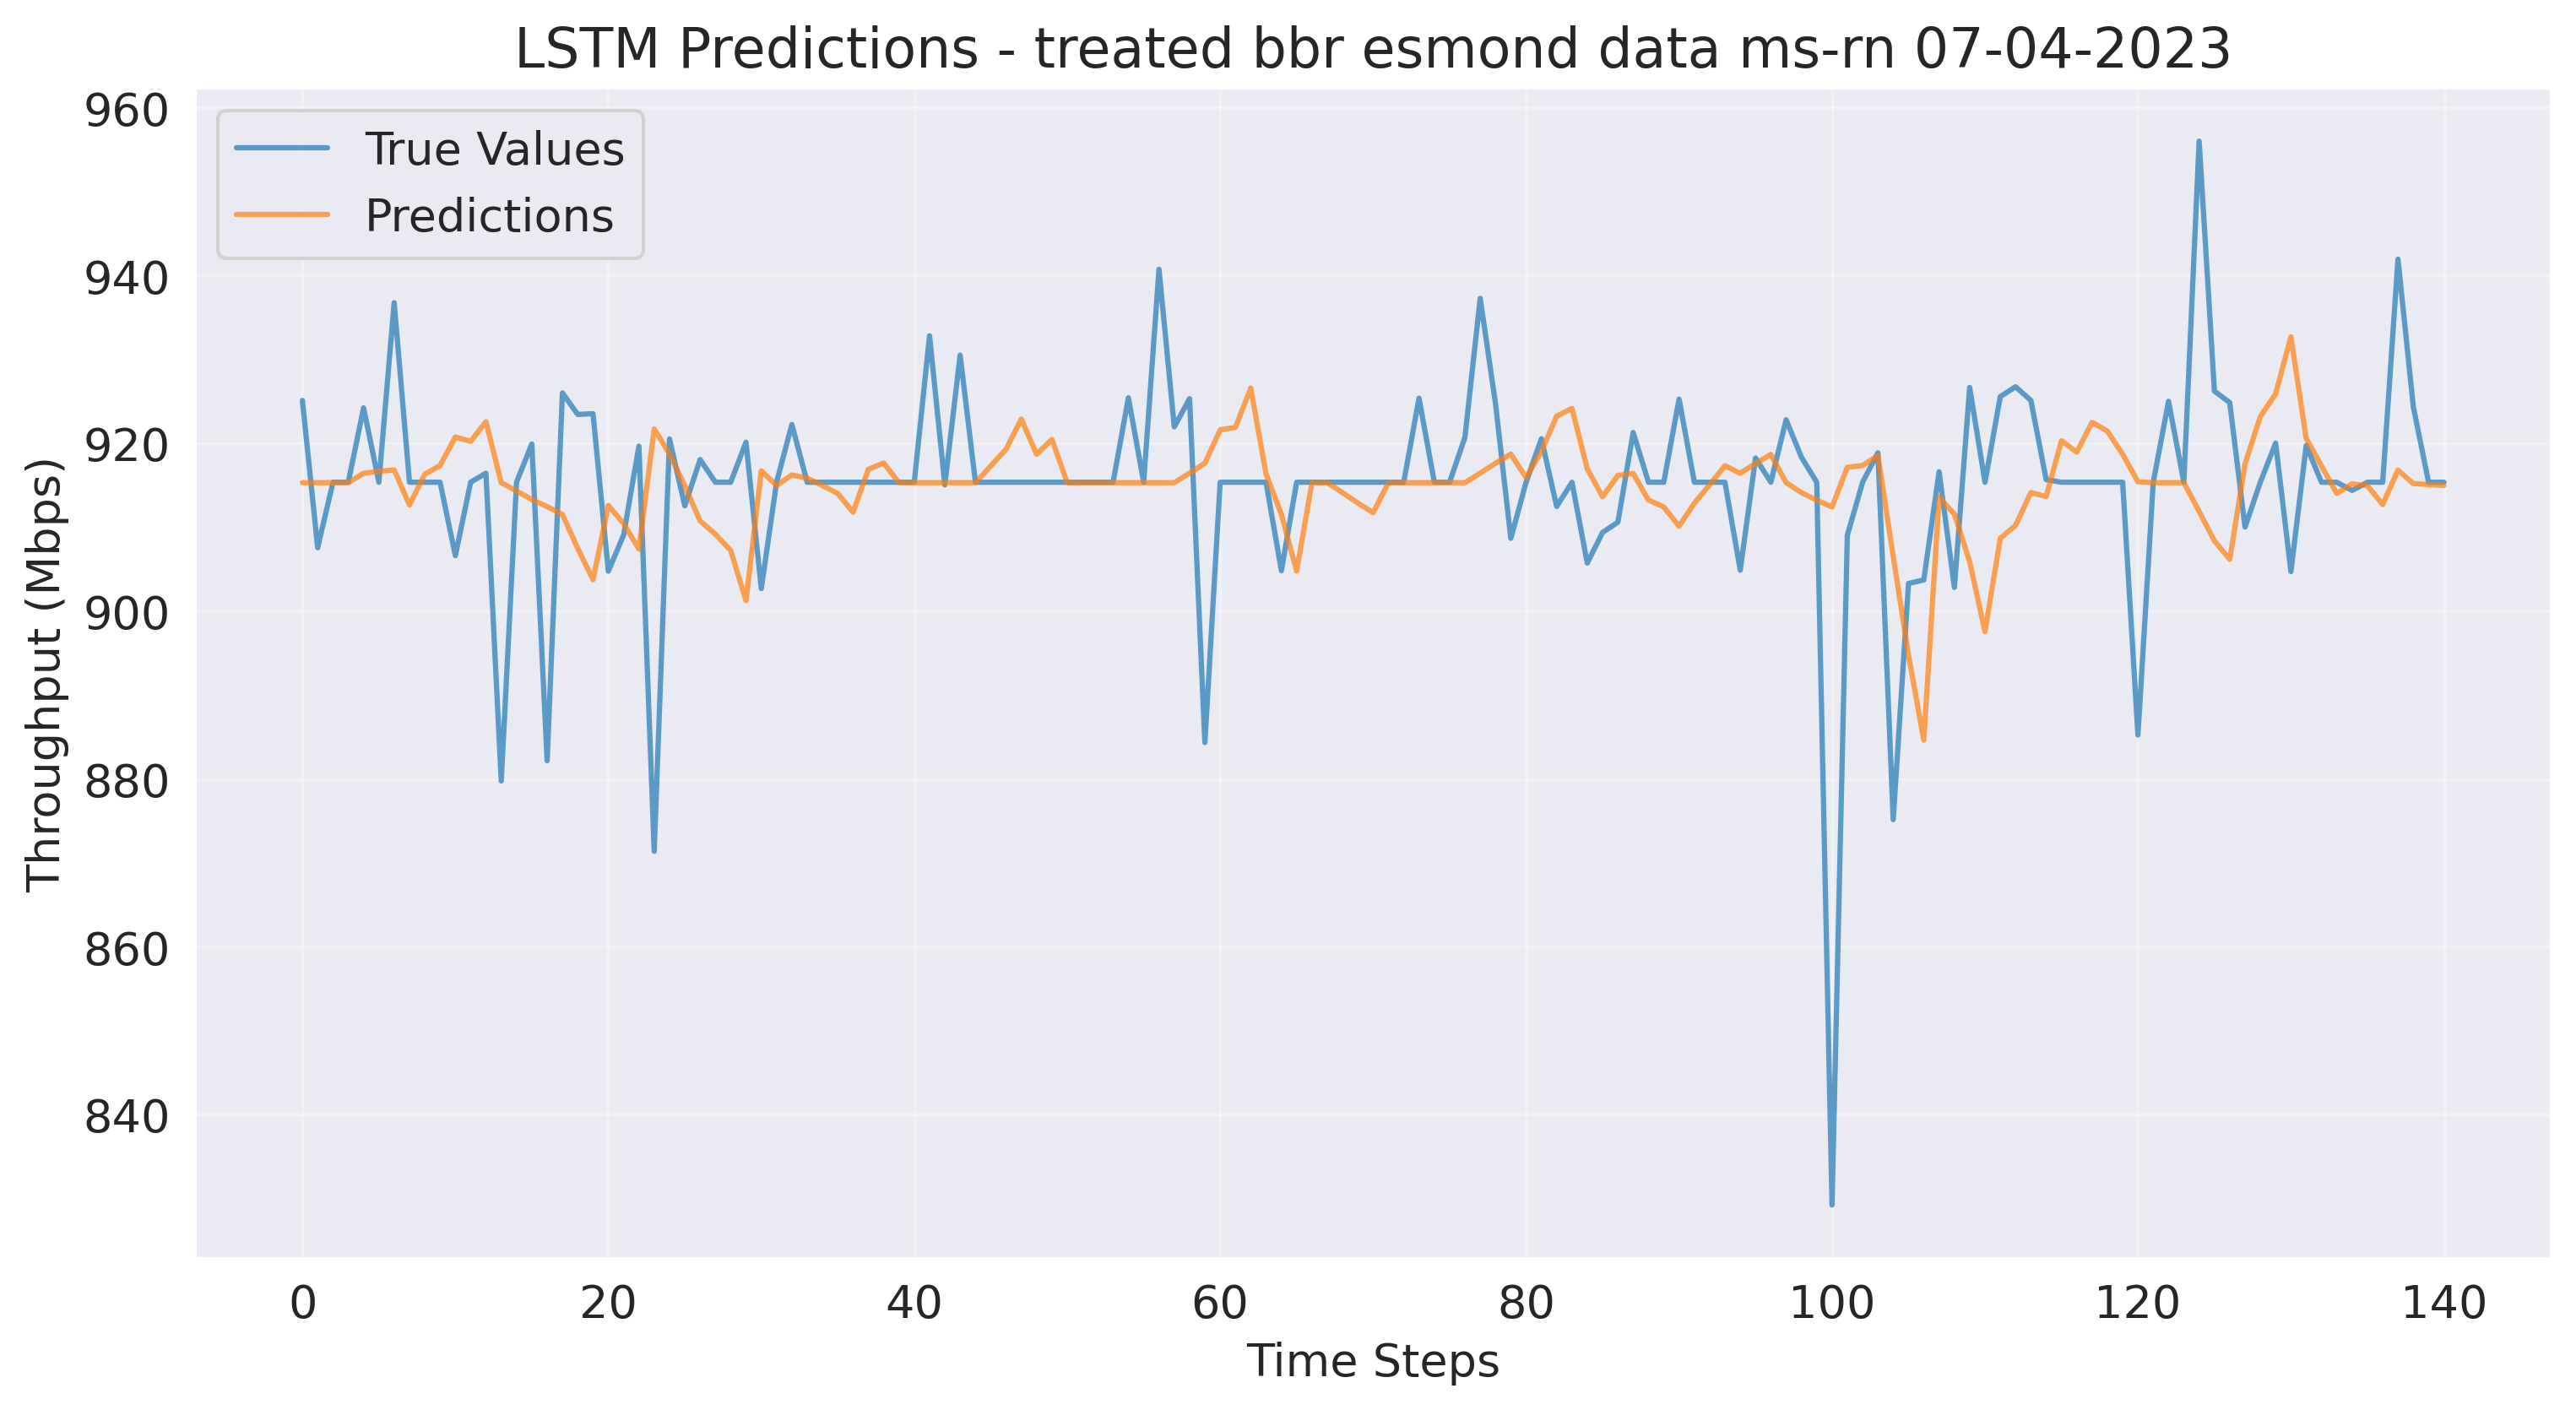 LSTM Predictions - treated bbr esmond data ms-rn 07-04-2023
True Values
Predictions
Throughput (Mbps)
960
940
920
900
880
860
840
0 20 40 60 80 100 120 140
Time Steps